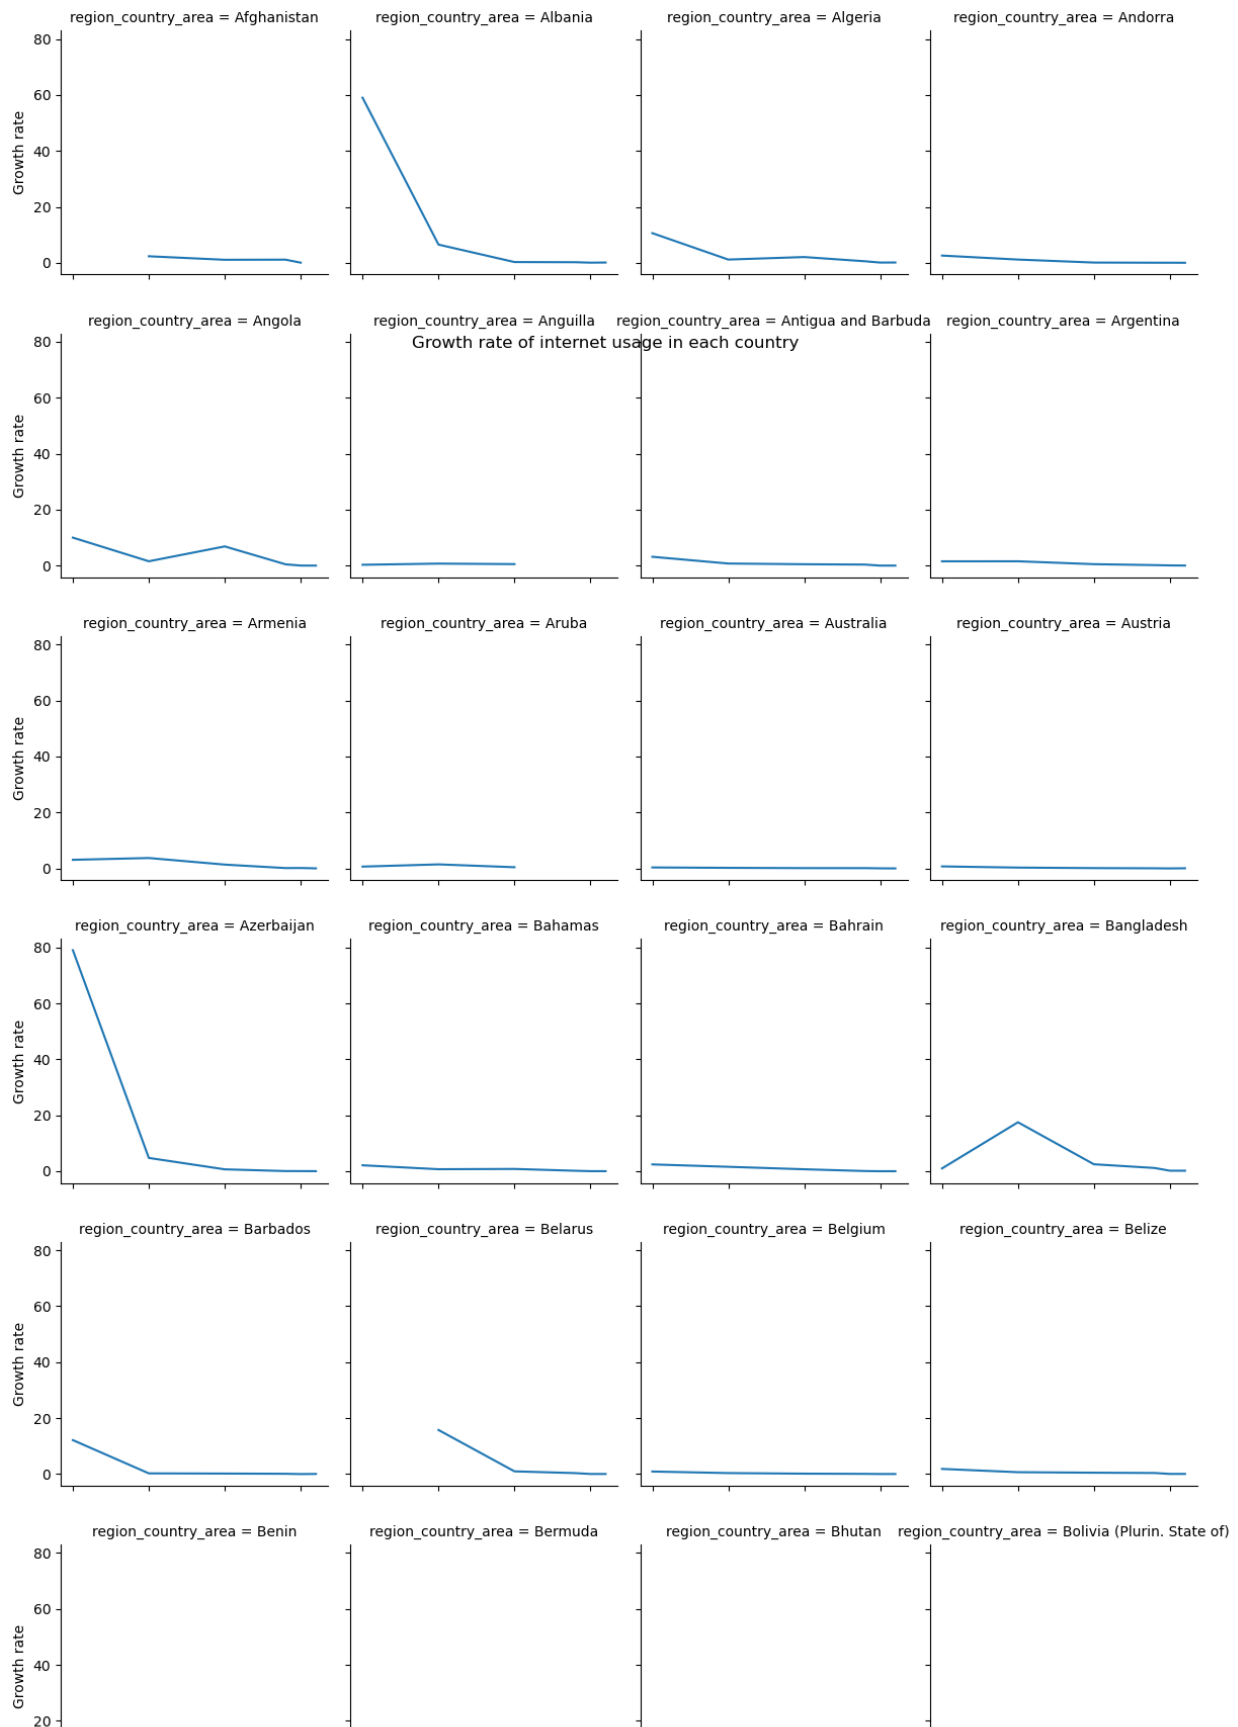 region_country_area = Afghanistan
region_country_area = Albania
region_country_area = Algeria
region_country_area = Andorra
80
60
40
20
0
Growth rate
region_country_area = Angola
region_country_area = Anguilla
region_country_area = Antigua and Barbuda
region_country_area = Argentina
Growth rate of internet usage in each country
80
60
40
20
0
Growth rate
region_country_area = Armenia
region_country_area = Aruba
region_country_area = Australia
region_country_area = Austria
80
60
40
20
0
Growth rate
region_country_area = Azerbaijan
region_country_area = Bahamas
region_country_area = Bahrain
region_country_area = Bangladesh
80
60
40
20
0
Growth rate
region_country_area = Barbados
region_country_area = Belarus
region_country_area = Belgium
region_country_area = Belize
80
60
40
20
0
Growth rate
region_country_area = Benin
region_country_area = Bermuda
region_country_area = Bhutan
region_country_area = Bolivia (Plurin. State of)
80
60
40
20
Growth rate